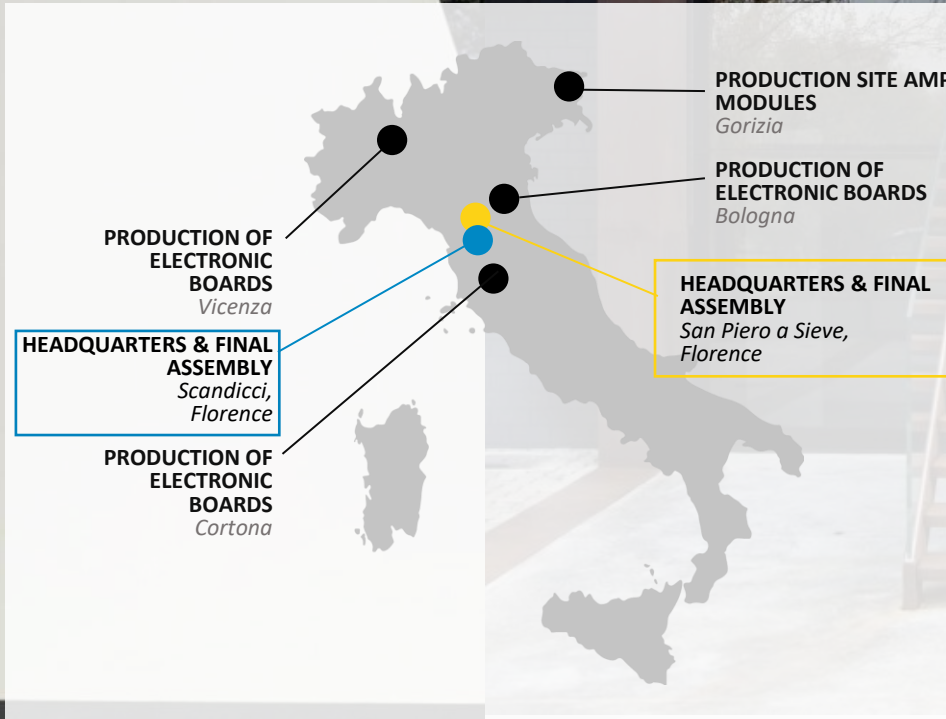 PRODUCTION SITE AMP
MODULES
Gorizia
PRODUCTION OF
ELECTRONIC BOARDS
Bologna
PRODUCTION OF
ELECTRONIC
BOARDS
Vicenza
HEADQUARTERS & FINAL
ASSEMBLY
San Piero a Sieve,
Florence
HEADQUARTERS & FINAL
ASSEMBLY
Scandicci,
Florence
PRODUCTION OF
ELECTRONIC
BOARDS
Cortona